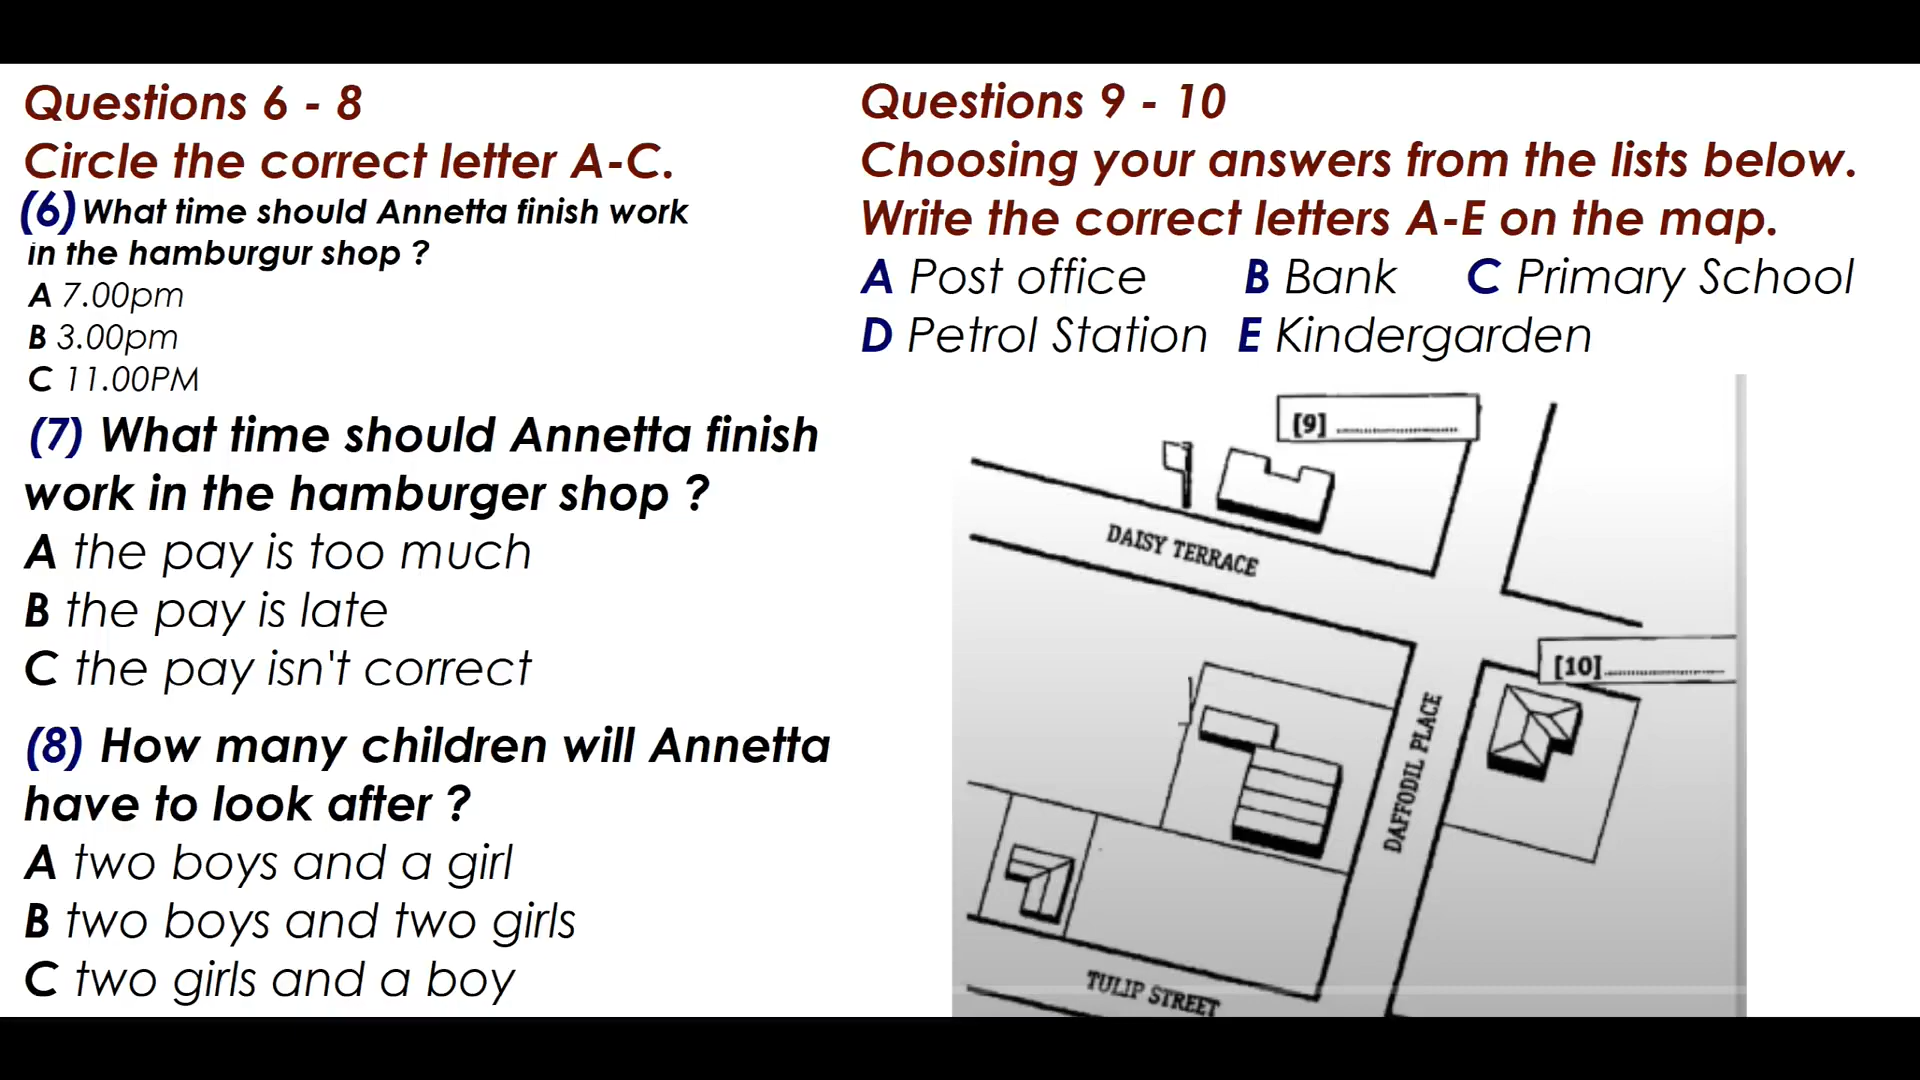 Questions 6 - 8
Circle the correct letter A-C.
(6) What time should Annetta finish work
in the hamburgur shop ?
A 7.00pm
B 3.00pm
C 11.00PM
(7) What time should Annetta finish
work in the hamburger shop ?
A the pay is too much
B the pay is late
C the pay isn't correct
(8) How many children will Annetta
have to look after ?
A two boys and a girl
B two boys and two girls
C two girls and a boy
Questions 9 - 10
Choosing your answers from the lists below.
Write the correct letters A-E on the map.
A Post office B Bank C Primary School
D Petrol Station E Kindergarden
[9] ....................
DAISY TERRACE
[10]....................
DAFFODIL PLACE
TULIP STREET